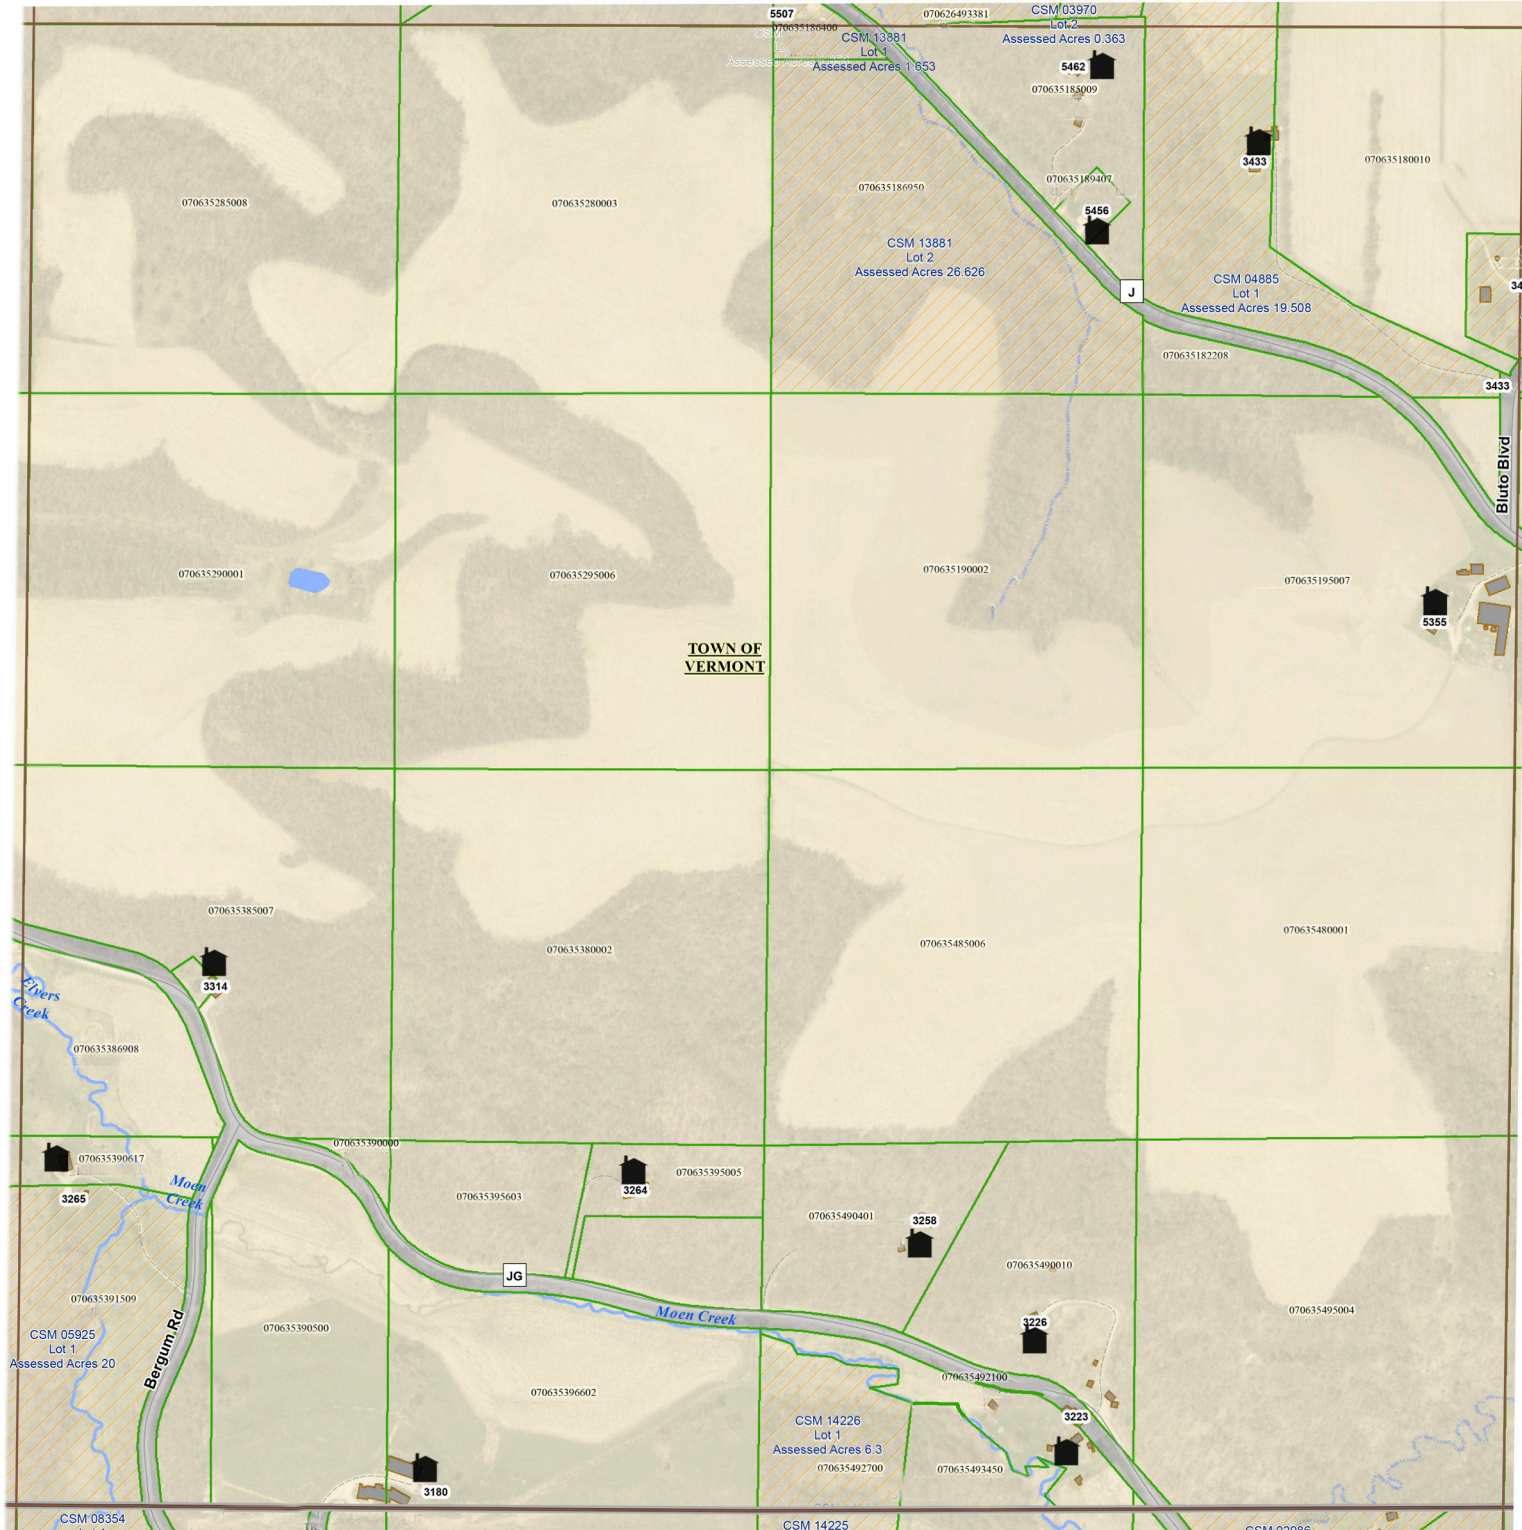 5507
070626493381
CSM 03970
Lot 2
Assessed Acres 0.363
070635186400
CSM 13881
Lot 1
Assessed Acres 1.653
5462
070635185009
3433
070635180010
070635189407
070635186950
5456
070635285008
070635280003
CSM 13881
Lot 2
Assessed Acres 26.626
J
CSM 04885
Lot 1
Assessed Acres 19.508
34
070635182208
3433
Bluto Blvd
070635290001
070635295006
070635190002
070635195007
5355
TOWN OF
VERMONT
070635385007
070635380002
070635485006
070635480001
3314
Elvers
Creek
070635386908
070635390000
070635390617
3265
Moen
Creek
070635395603
070635395005
3264
070635490401
3258
070635490010
JG
070635391509
CSM 05925
Lot 1
Assessed Acres 20
Bergum Rd
070635390500
Moen Creek
3226
070635495004
070635396602
070635492100
3223
CSM 14226
Lot 1
Assessed Acres 6.3
070635492700
070635493450
3180
CSM 08354
CSM 14225